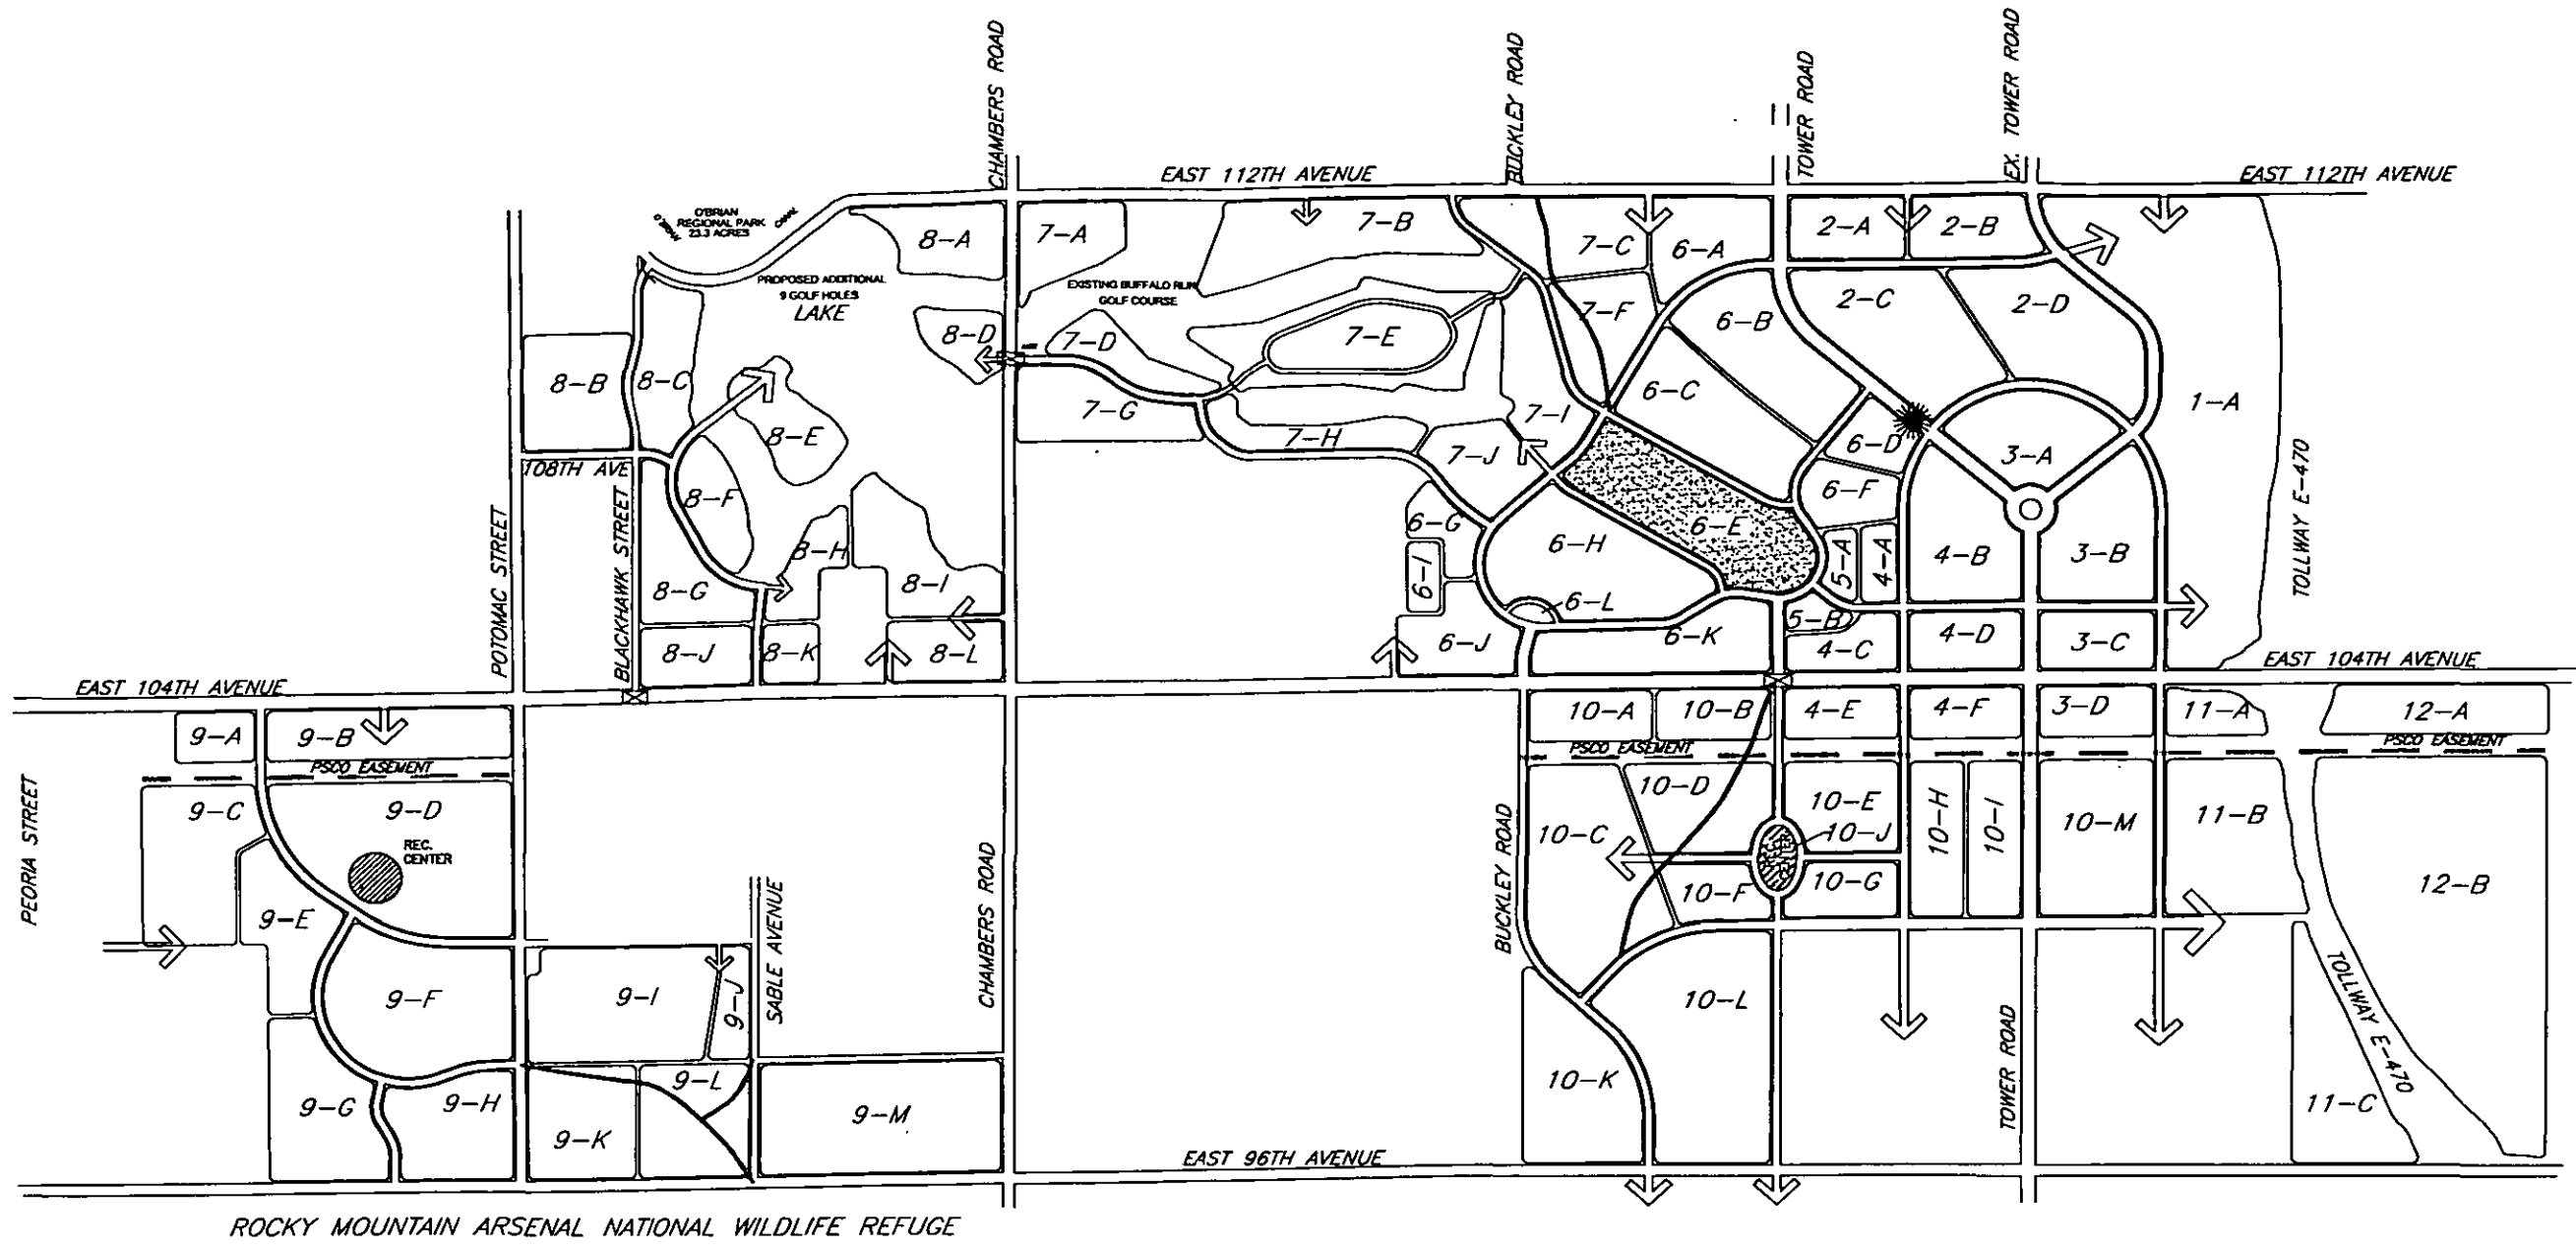 CHAMBERS ROAD
BUCKLEY ROAD
TOWER ROAD
EX. TOWER ROAD
EAST 112TH AVENUE
EAST 112TH AVENUE
O'BRIAN
REGIONAL PARK
23.3 ACRES
CANAL
8-A
7-A
7-B
7-C
6-A
2-A
2-B
PROPOSED ADDITIONAL
9 GOLF HOLES
LAKE
EXISTING BUFFALO RUN
GOLF COURSE
8-D
7-D
7-E
7-F
6-B
2-C
2-D
8-B
8-C
8-E
7-G
7-H
7-I
7-J
6-C
6-D
3-A
1-A
TOLLWAY E-470
108TH AVE
8-F
6-F
6-G
6-E
6-H
POTOMAC STREET
BLACKHAWK STREET
8-H
8-I
8-G
6-I
6-L
5-A
4-A
4-B
3-B
5-B
8-J
8-K
8-L
6-J
6-K
4-C
4-D
3-C
EAST 104TH AVENUE
EAST 104TH AVENUE
9-A
9-B
10-A
10-B
4-E
4-F
3-D
11-A
12-A
PSCO EASEMENT
PSCO EASEMENT
PSCO EASEMENT
PEORIA STREET
9-C
9-D
REC.
CENTER
10-D
10-C
10-E
10-J
10-H
10-I
10-M
11-B
12-B
CHAMBERS ROAD
BUCKLEY ROAD
9-E
10-F
10-G
9-F
9-I
9-J
SABLE AVENUE
10-L
TOWER ROAD
TOLLWAY E-470
9-G
9-H
9-L
9-K
9-M
10-K
11-C
EAST 96TH AVENUE
ROCKY MOUNTAIN ARSENAL NATIONAL WILDLIFE REFUGE